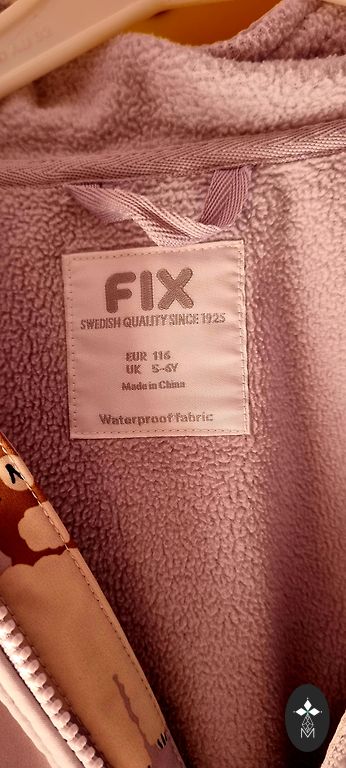 FIX
SWEDISH QUALITY SINCE 1925
EUR 116
UK 5-6Y
Made in China
Waterproof fabric